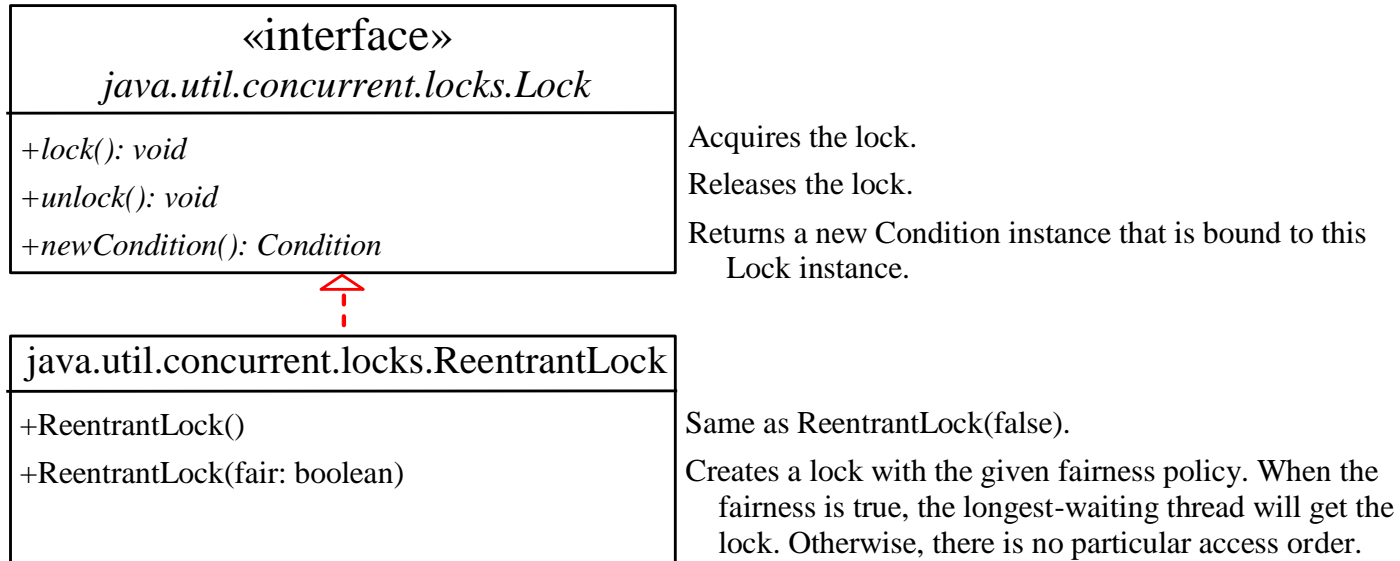 «interface»
java.util.concurrent.locks.Lock
+lock(): void
Acquires the lock.
+unlock(): void
Releases the lock.
+newCondition(): Condition
Returns a new Condition instance that is bound to this
Lock instance.
java.util.concurrent.locks.ReentrantLock
+ReentrantLock()
Same as ReentrantLock(false).
+ReentrantLock(fair: boolean)
Creates a lock with the given fairness policy. When the
fairness is true, the longest-waiting thread will get the
lock. Otherwise, there is no particular access order.